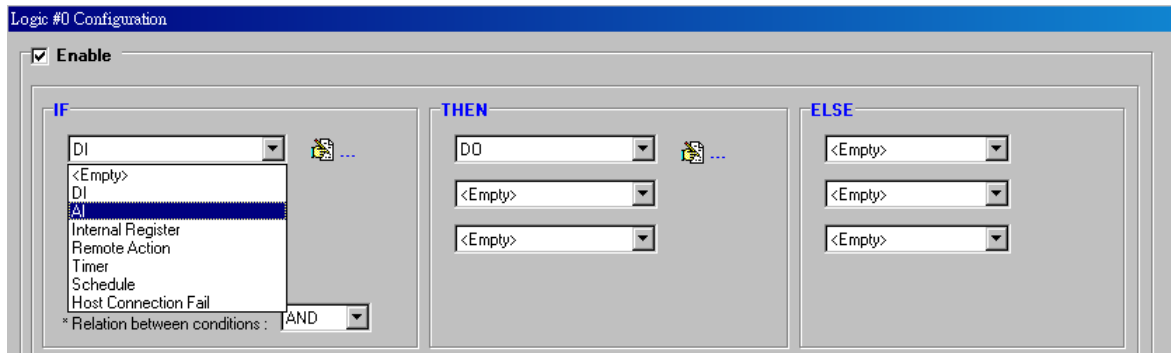 Logic #0 Configuration
Enable
IF
DI
...
<Empty>
DI
AI
Internal Register
Remote Action
Timer
Schedule
Host Connection Fail
* Relation between conditions : AND
THEN
DO
...
<Empty>
<Empty>
ELSE
<Empty>
<Empty>
<Empty>